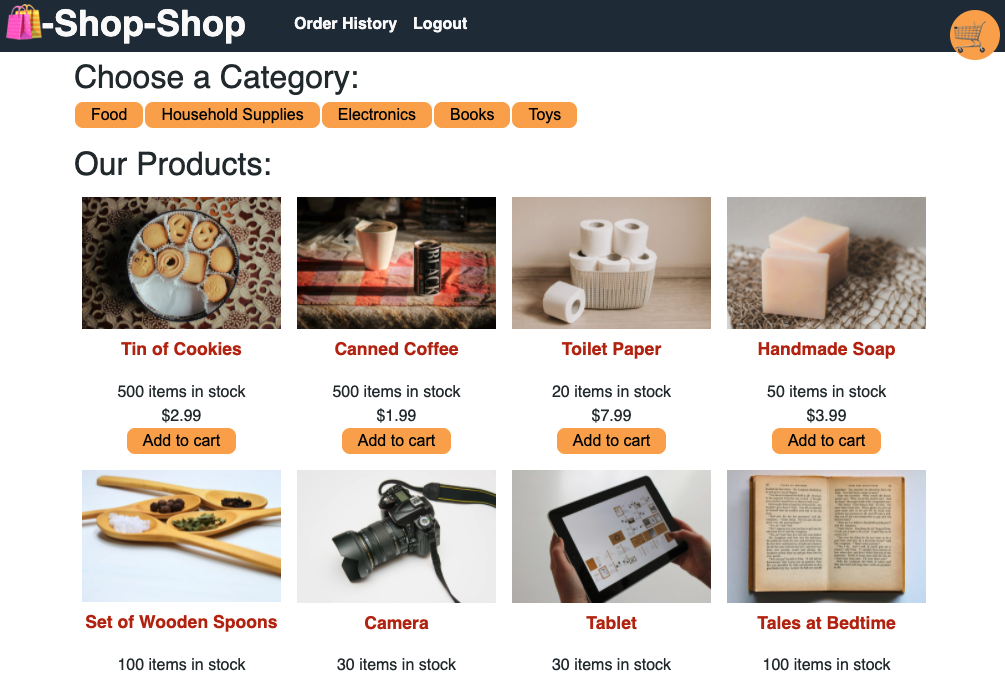 -Shop-Shop
Order History Logout
Choose a Category:
Food Household Supplies Electronics Books Toys
Our Products:
BLACK
Tin of Cookies Canned Coffee Toilet Paper Handmade Soap
500 items in stock 500 items in stock 20 items in stock 50 items in stock
$2.99 $1.99 $7.99 $3.99
Add to cart Add to cart Add to cart Add to cart
Set of Wooden Spoons Camera Tablet Tales at Bedtime
100 items in stock 30 items in stock 30 items in stock 100 items in stock